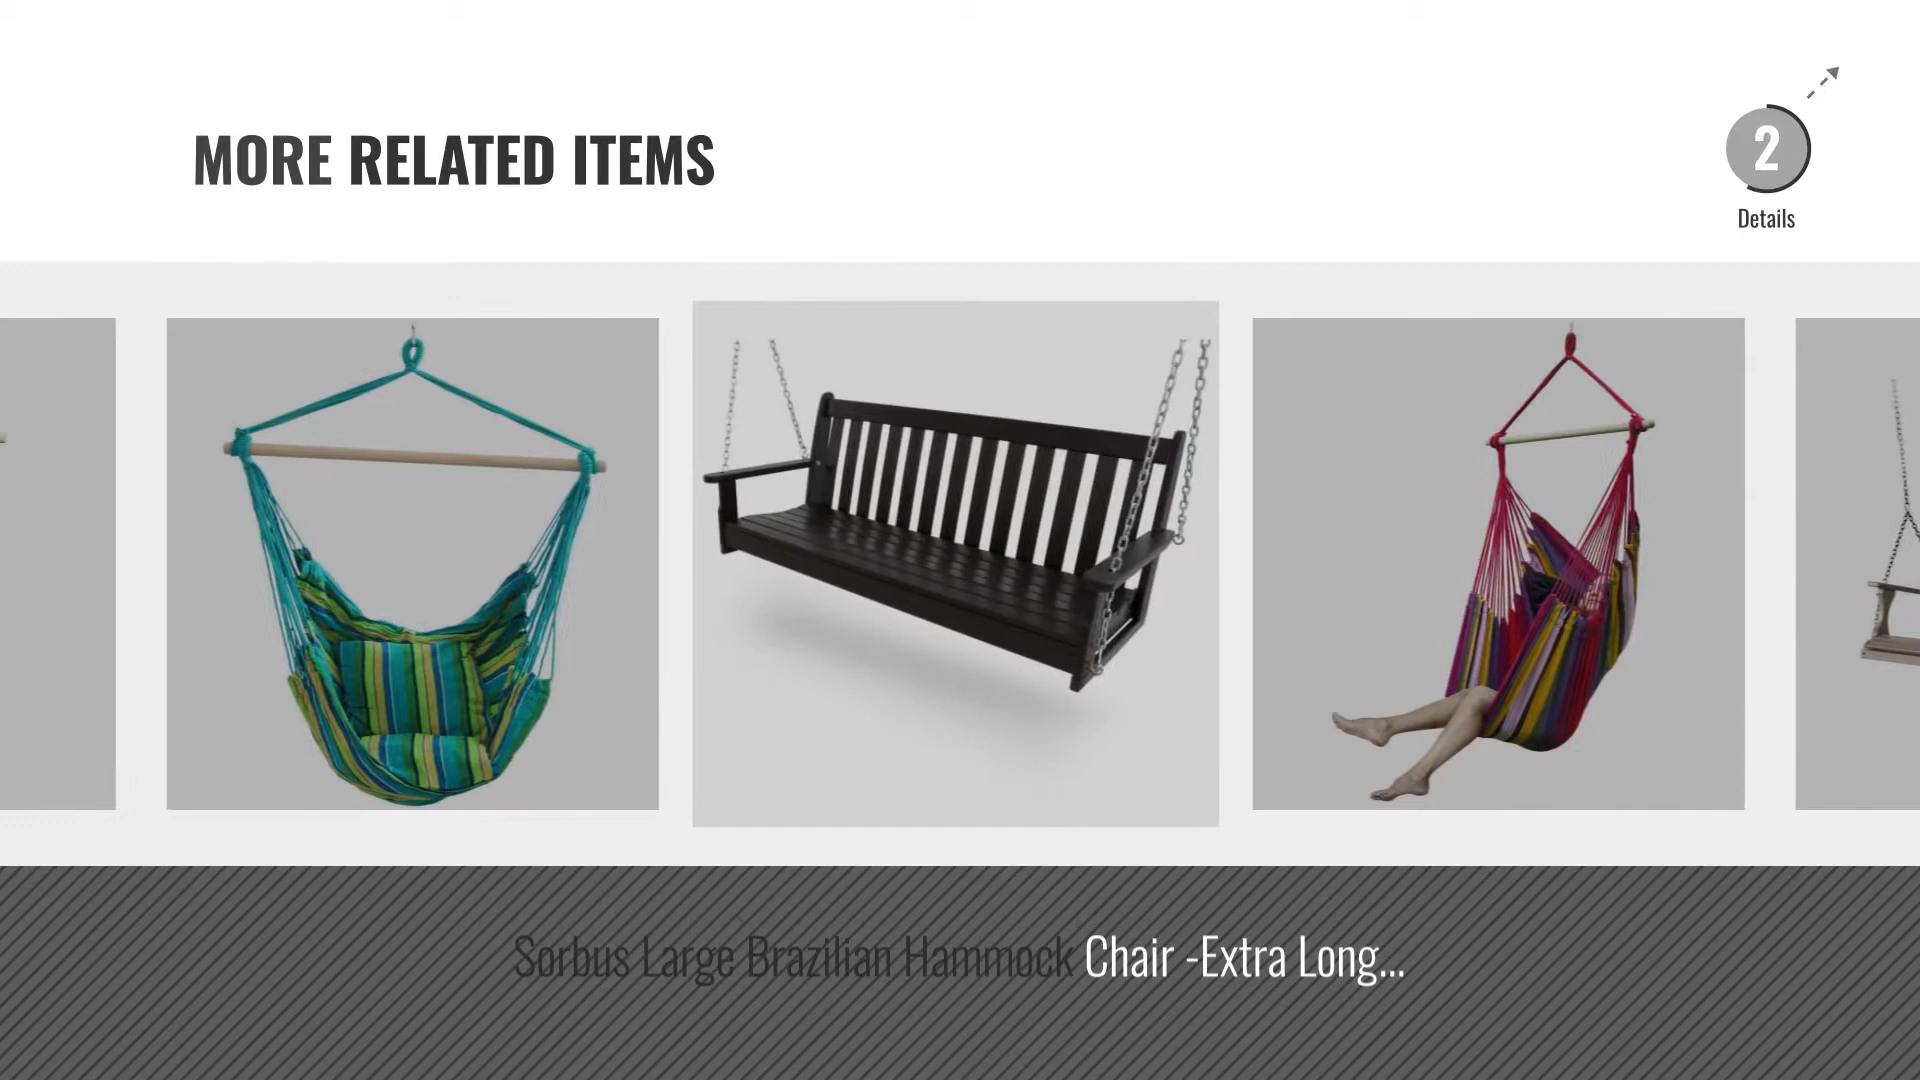 MORE RELATED ITEMS
2
Details
Sorbus Large Brazilian Hammock Chair -Extra Long...